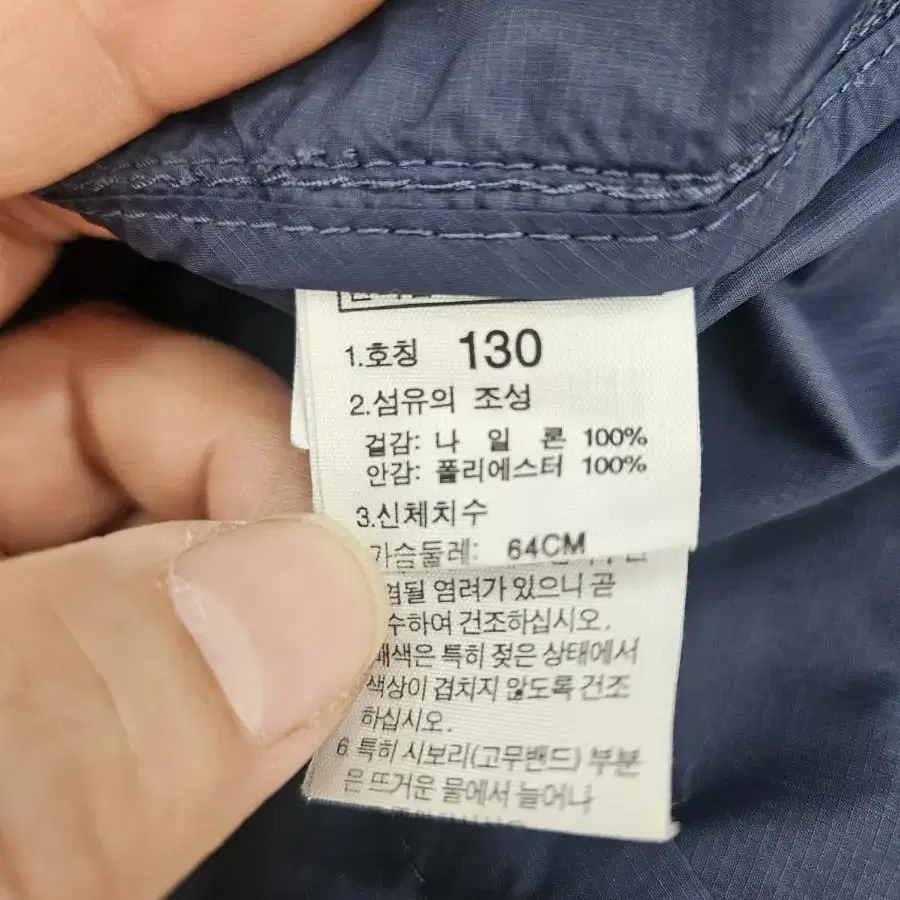 1.호칭 130
2.섬유의 조성
겉감: 나 일 론 100%
안감: 폴리에스터 100%
3.신체치수
가슴둘레: 64CM
염될 염려가 있으니 곧
수하여 건조하십시오.
배색은 특히 젖은 상태에서
색상이 겹치지 않도록 건조
하십시오.
6 특히 시보리(고무밴드) 부분
은 뜨거운 물에서 늘어나